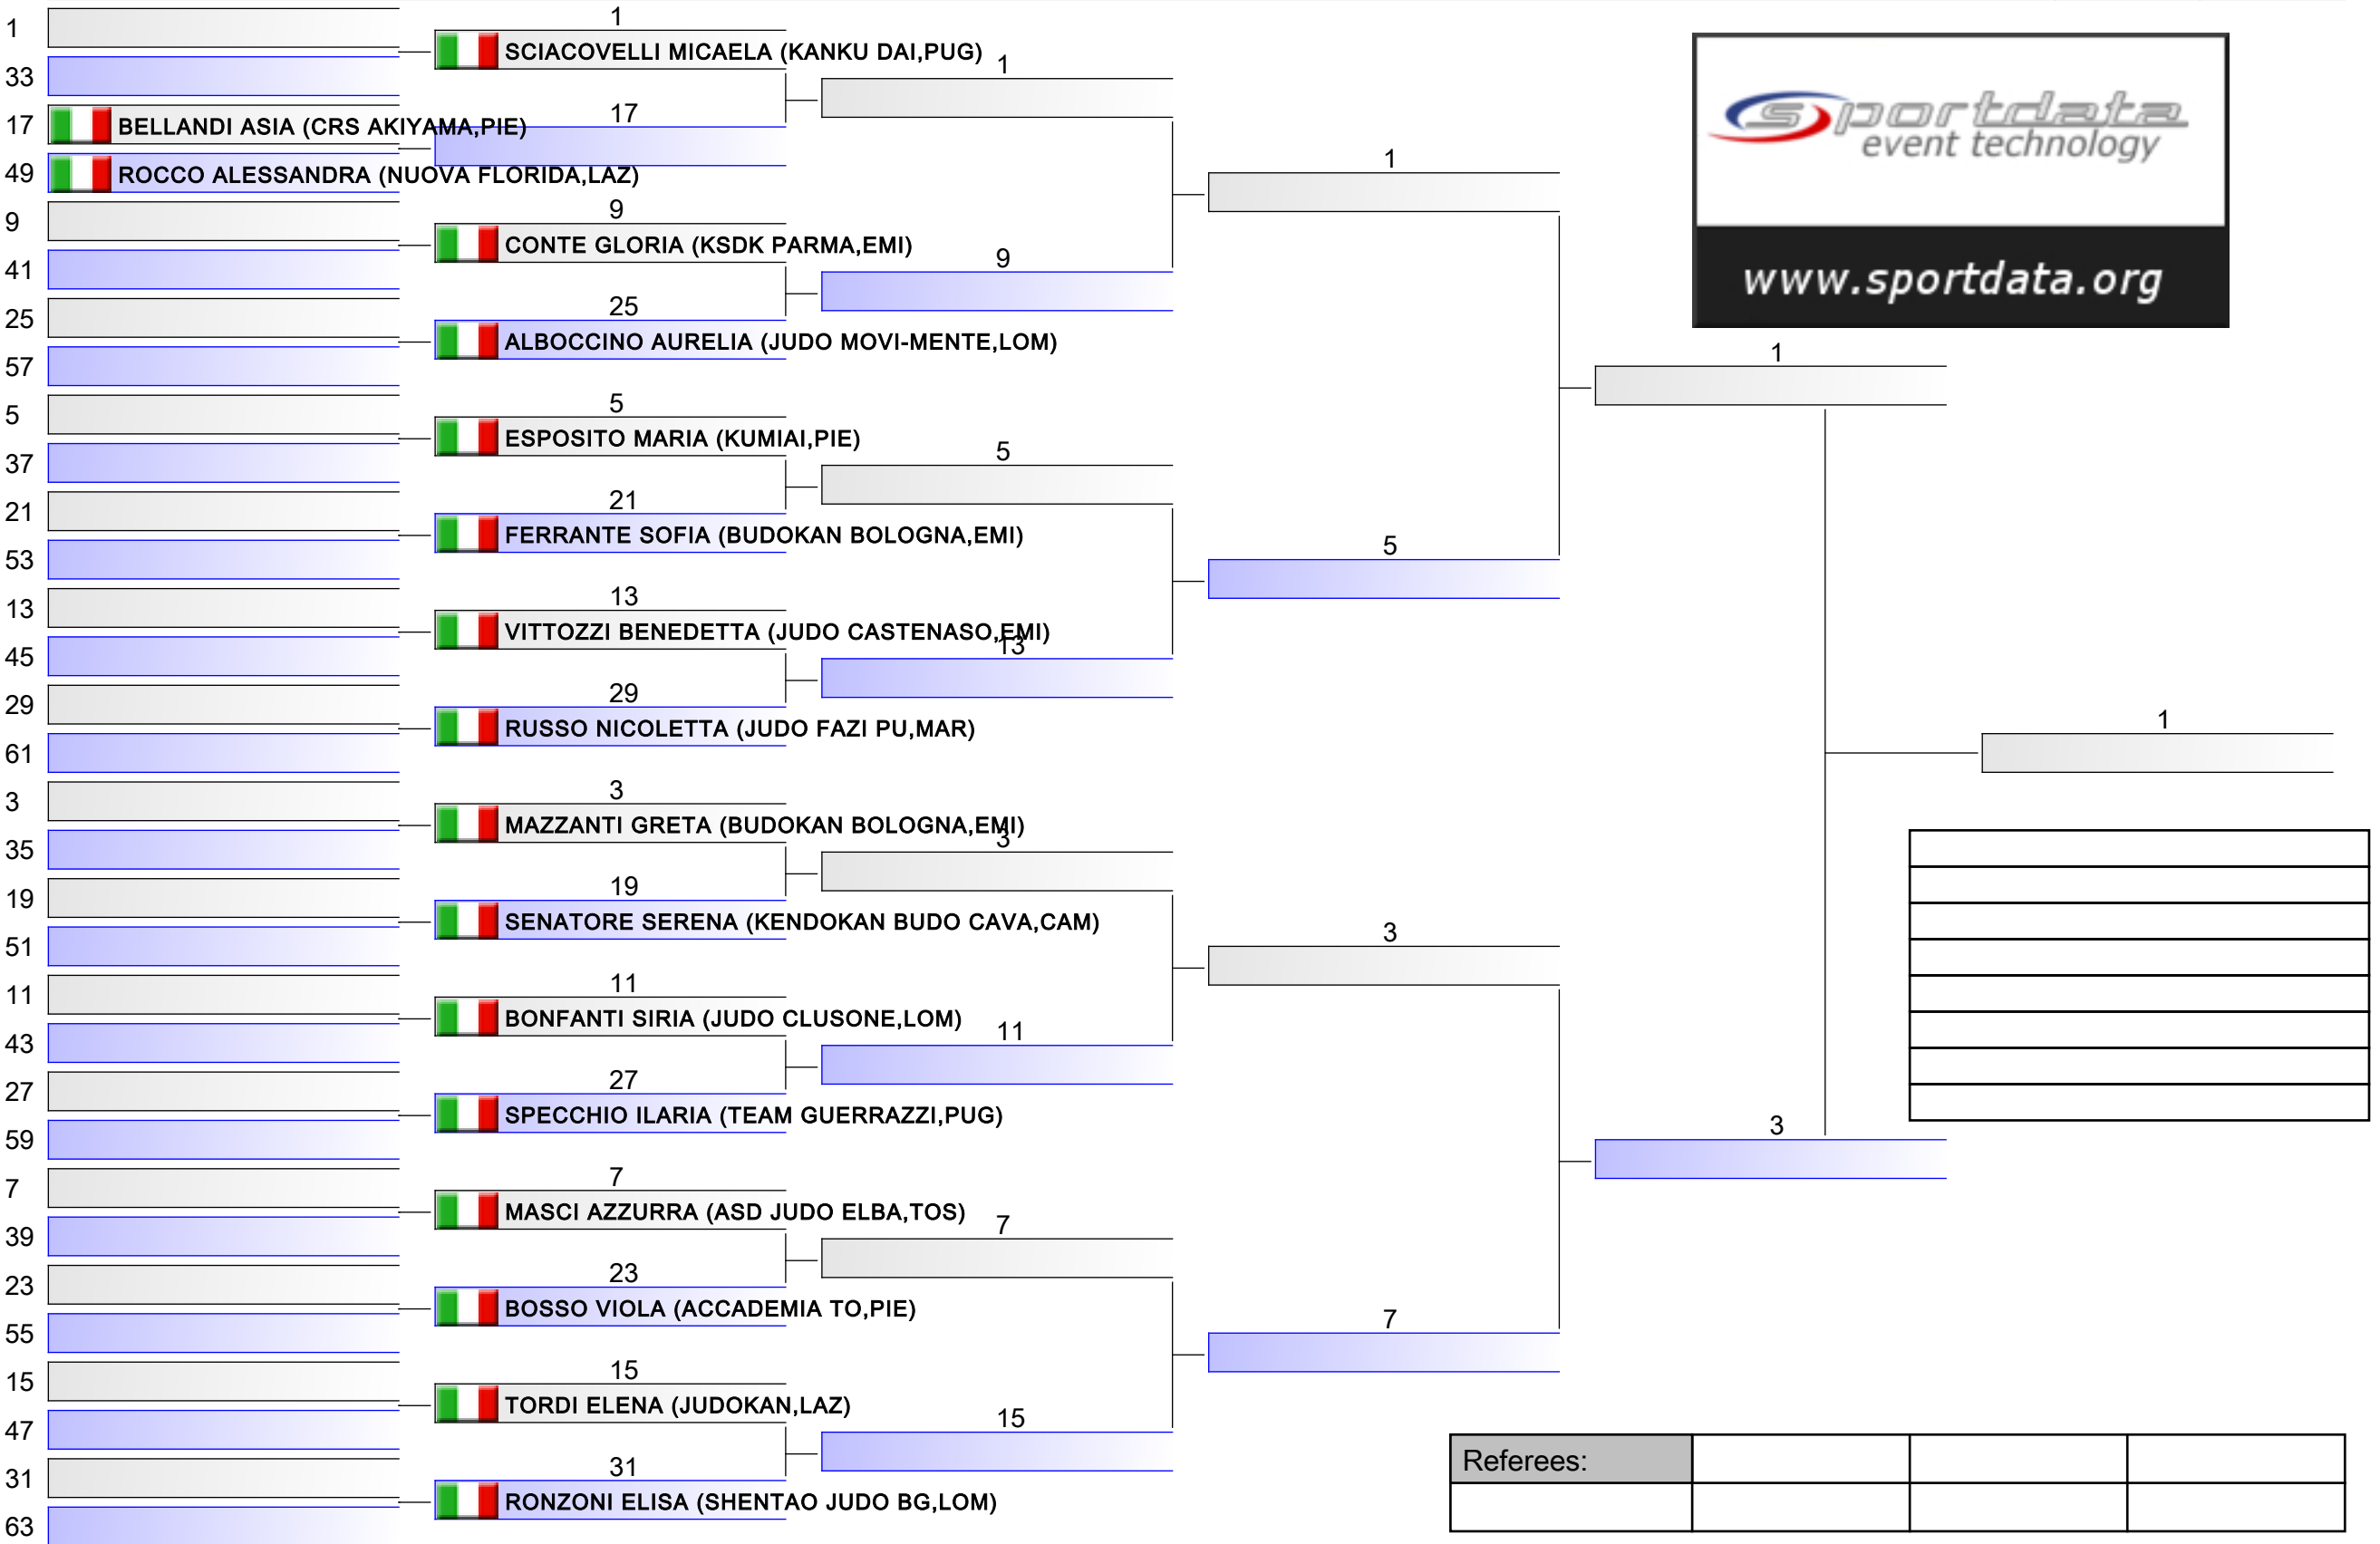 1
33
17 BELLANDI ASIA (CRS AKIYAMA,PIE)
49 ROCCO ALESSANDRA (NUOVA FLORIDA,LAZ)
9
41
25
57
5
37
21
53
13
45
29
61
3
35
19
51
11
43
27
59
7
39
23
55
15
47
31
63
1
SCIACOVELLI MICAELA (KANKU DAI,PUG)
17
9
CONTE GLORIA (KSDK PARMA,EMI)
25
ALBOCCINO AURELIA (JUDO MOVI-MENTE,LOM)
5
ESPOSITO MARIA (KUMIAI,PIE)
21
FERRANTE SOFIA (BUDOKAN BOLOGNA,EMI)
13
VITTOZZI BENEDETTA (JUDO CASTENASO,EMI)
29
RUSSO NICOLETTA (JUDO FAZI PU,MAR)
3
MAZZANTI GRETA (BUDOKAN BOLOGNA,EMI)
19
SENATORE SERENA (KENDOKAN BUDO CAVA,CAM)
11
BONFANTI SIRIA (JUDO CLUSONE,LOM)
27
SPECCHIO ILARIA (TEAM GUERRAZZI,PUG)
7
MASCI AZZURRA (ASD JUDO ELBA,TOS)
23
BOSSO VIOLA (ACCADEMIA TO,PIE)
15
TORDI ELENA (JUDOKAN,LAZ)
31
RONZONI ELISA (SHENTAO JUDO BG,LOM)
1
9
5
13
3
11
7
15
1
5
3
7
1
3
1
sportdata
event technology
www.sportdata.org
Referees: